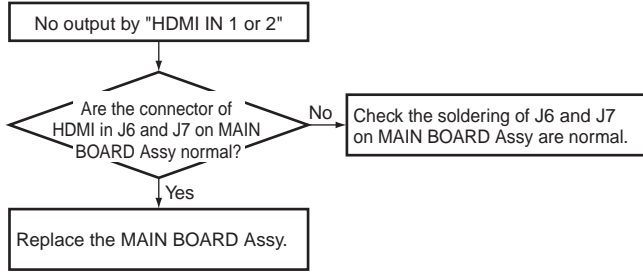 No output by "HDMI IN 1 or 2"
Are the connector of
HDMI in J6 and J7 on MAIN
BOARD Assy normal?
No
Check the soldering of J6 and J7
on MAIN BOARD Assy are normal.
Yes
Replace the MAIN BOARD Assy.